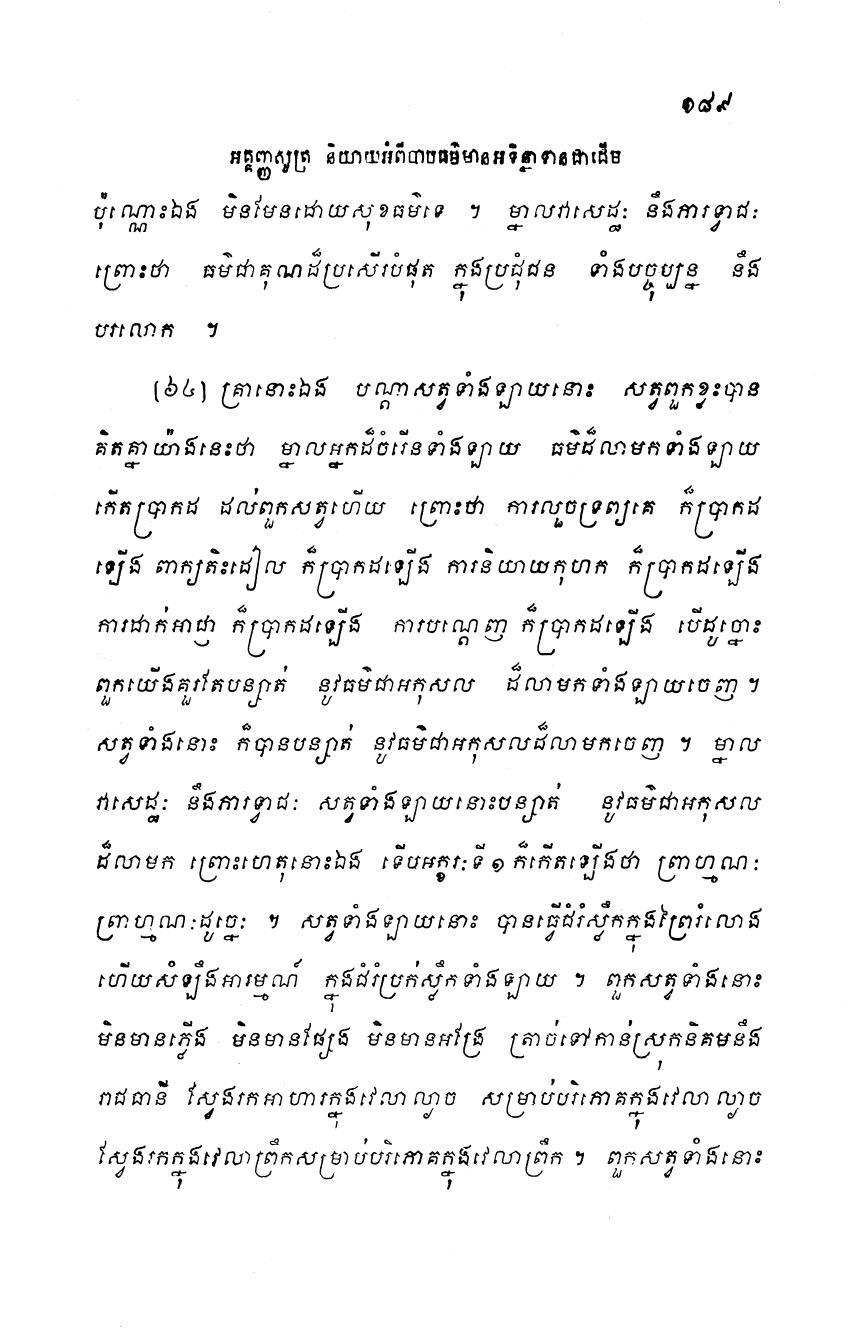 ១៨៩
អគ្គញ្ញសូត្រ និយាយអំពីបាបធម៌មានអទិន្នាទានជាដើម
ប៉ុណ្ណោះឯង មិនមែនដោយសុខធម៌ទេ ។ ម្នាលវាសេដ្ឋៈ នឹងភារទ្វាជៈ
ព្រោះថា ធម៌ជាគុណដ៏ប្រសើរបំផុត ក្នុងប្រជុំជន ទាំងបច្ចុប្បន្ន នឹង
បរលោក ។
(៦៤) គ្រានោះឯង បណ្តាសត្វទាំងឡាយនោះ សត្វពួកខ្លះបាន
គិតគ្នាយ៉ាងនេះថា ម្នាលអ្នកដ៏ចំរើនទាំងឡាយ ធម៌ដ៏លាមកទាំងឡាយ
កើតប្រាកដ ដល់ពួកសត្វហើយ ព្រោះថា ការលួចទ្រព្យគេ ក៏ប្រាកដ
ឡើង ពាក្យតិះដៀល ក៏ប្រាកដឡើង ការនិយាយកុហក ក៏ប្រាកដឡើង
ការដាក់អាជ្ញា ក៏ប្រាកដឡើង ការបណ្តេញ ក៏ប្រាកដឡើង បើដូច្នោះ
ពួកយើងគួរតែបន្សាត់ នូវធម៌ជាអកុសល ដ៏លាមកទាំងឡាយចេញ ។
សត្វទាំងនោះ ក៏បានបន្សាត់ នូវធម៌ជាអកុសលដ៏លាមកចេញ ។ ម្នាល
វាសេដ្ឋៈ នឹងភារទ្វាជៈ សត្វទាំងឡាយនោះបន្សាត់ នូវធម៌ជាអកុសល
ដ៏លាមក ព្រោះហេតុនោះឯង ទើបអក្ខរៈទី១ ក៏កើតឡើងថា ព្រាហ្មណៈ
ព្រាហ្មណៈដូច្នេះ ។ សត្វទាំងឡាយនោះ បានធ្វើជំរំស្លឹកក្នុងព្រៃរំលោង
ហើយសំឡឹងអារម្មណ៍ ក្នុងជំរំប្រក់ស្លឹកទាំងឡាយ ។ ពួកសត្វទាំងនោះ
មិនមានភ្លើង មិនមានផ្សែង មិនមានអង្រែ ត្រាច់ទៅកាន់ស្រុកនិគមនឹង
រាជធានី ស្វែងរកអាហារក្នុងវេលាល្ងាច សម្រាប់បរិភោគក្នុងវេលាល្ងាច
ស្វែងរកក្នុងវេលាព្រឹកសម្រាប់បរិភោគក្នុងវេលាព្រឹក ។ ពួកសត្វទាំងនោះ